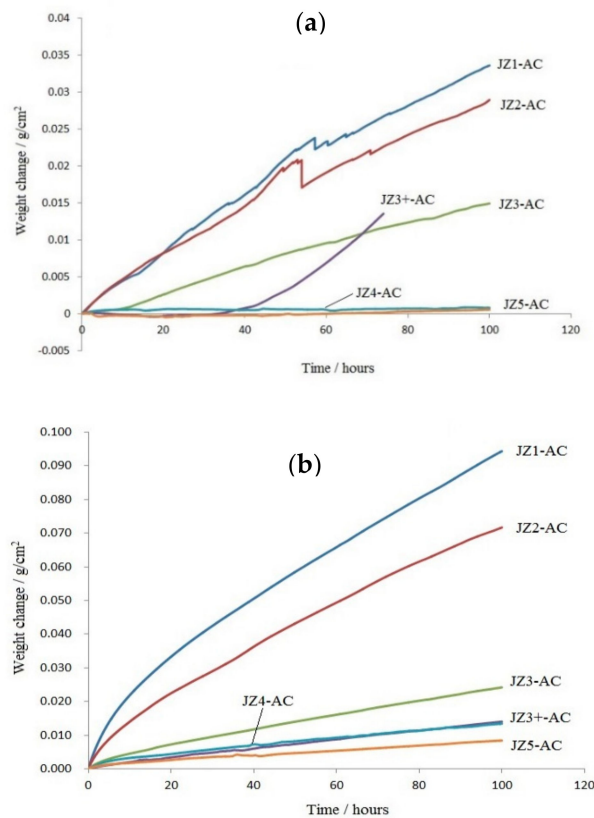 (a)
0.04
0.035
0.03
0.025
0.02
0.015
0.01
0.005
0
-0.005
Weight change / g/cm²
JZ1-AC
JZ2-AC
JZ3+-AC
JZ3-AC
JZ4-AC
JZ5-AC
0 20 40 60 80 100 120
Time / hours
(b)
0.100
0.090
0.080
0.070
0.060
0.050
0.040
0.030
0.020
0.010
0.000
Weight change / g/cm²
JZ1-AC
JZ2-AC
JZ3-AC
JZ4-AC
JZ3+-AC
JZ5-AC
0 20 40 60 80 100 120
Time / hours